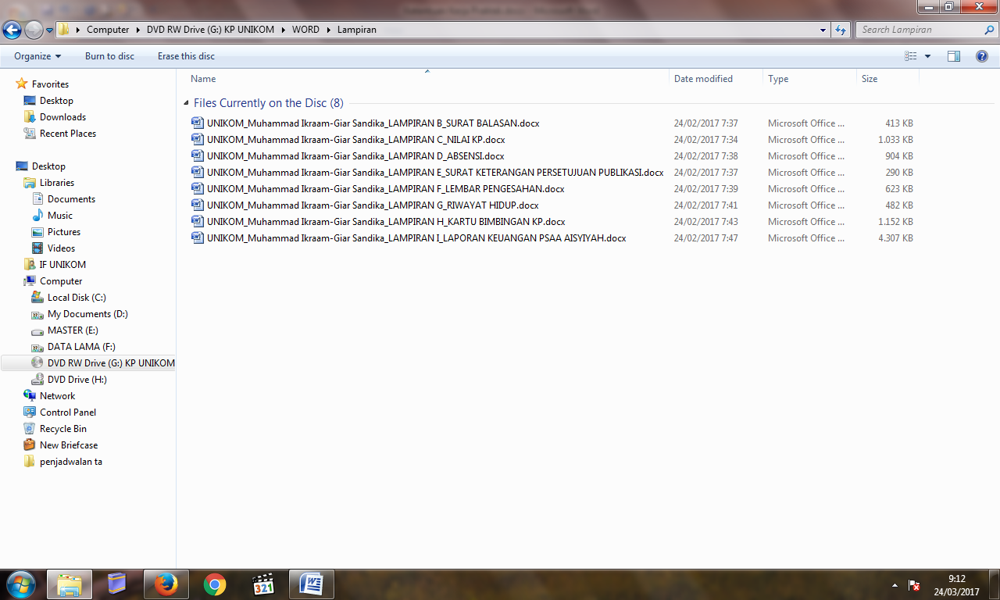 Computer DVD RW Drive (G:) KP UNIKOM WORD Lampiran
Search Lampiran
Organize Burn to disc Erase this disc
Favorites
Desktop
Downloads
Recent Places
Desktop
Libraries
Documents
Music
Pictures
Videos
IF UNIKOM
Computer
Local Disk (C:)
My Documents (D:)
MASTER (E:)
DATA LAMA (F:)
DVD RW Drive (G:) KP UNIKOM
DVD Drive (H:)
Network
Control Panel
Recycle Bin
New Briefcase
penjadwalan ta
Name Date modified Type Size
Files Currently on the Disc (8)
UNIKOM_Muhammad Ikraam-Giar Sandika_LAMPIRAN B_SURAT BALASAN.docx 24/02/2017 7:37 Microsoft Office ... 413 KB
UNIKOM_Muhammad Ikraam-Giar Sandika_LAMPIRAN C_NILAI KP.docx 24/02/2017 7:34 Microsoft Office ... 1.033 KB
UNIKOM_Muhammad Ikraam-Giar Sandika_LAMPIRAN D_ABSENSI.docx 24/02/2017 7:38 Microsoft Office ... 904 KB
UNIKOM_Muhammad Ikraam-Giar Sandika_LAMPIRAN E_SURAT KETERANGAN PERSETUJUAN PUBLIKASI.docx 24/02/2017 7:37 Microsoft Office ... 290 KB
UNIKOM_Muhammad Ikraam-Giar Sandika_LAMPIRAN F_LEMBAR PENGESAHAN.docx 24/02/2017 7:39 Microsoft Office ... 623 KB
UNIKOM_Muhammad Ikraam-Giar Sandika_LAMPIRAN G_RIWAYAT HIDUP.docx 24/02/2017 7:41 Microsoft Office ... 482 KB
UNIKOM_Muhammad Ikraam-Giar Sandika_LAMPIRAN H_KARTU BIMBINGAN KP.docx 24/02/2017 7:43 Microsoft Office ... 1.152 KB
UNIKOM_Muhammad Ikraam-Giar Sandika_LAMPIRAN I_LAPORAN KEUANGAN PSAA AISYIYAH.docx 24/02/2017 7:47 Microsoft Office ... 4.307 KB
321
9:12
24/03/2017